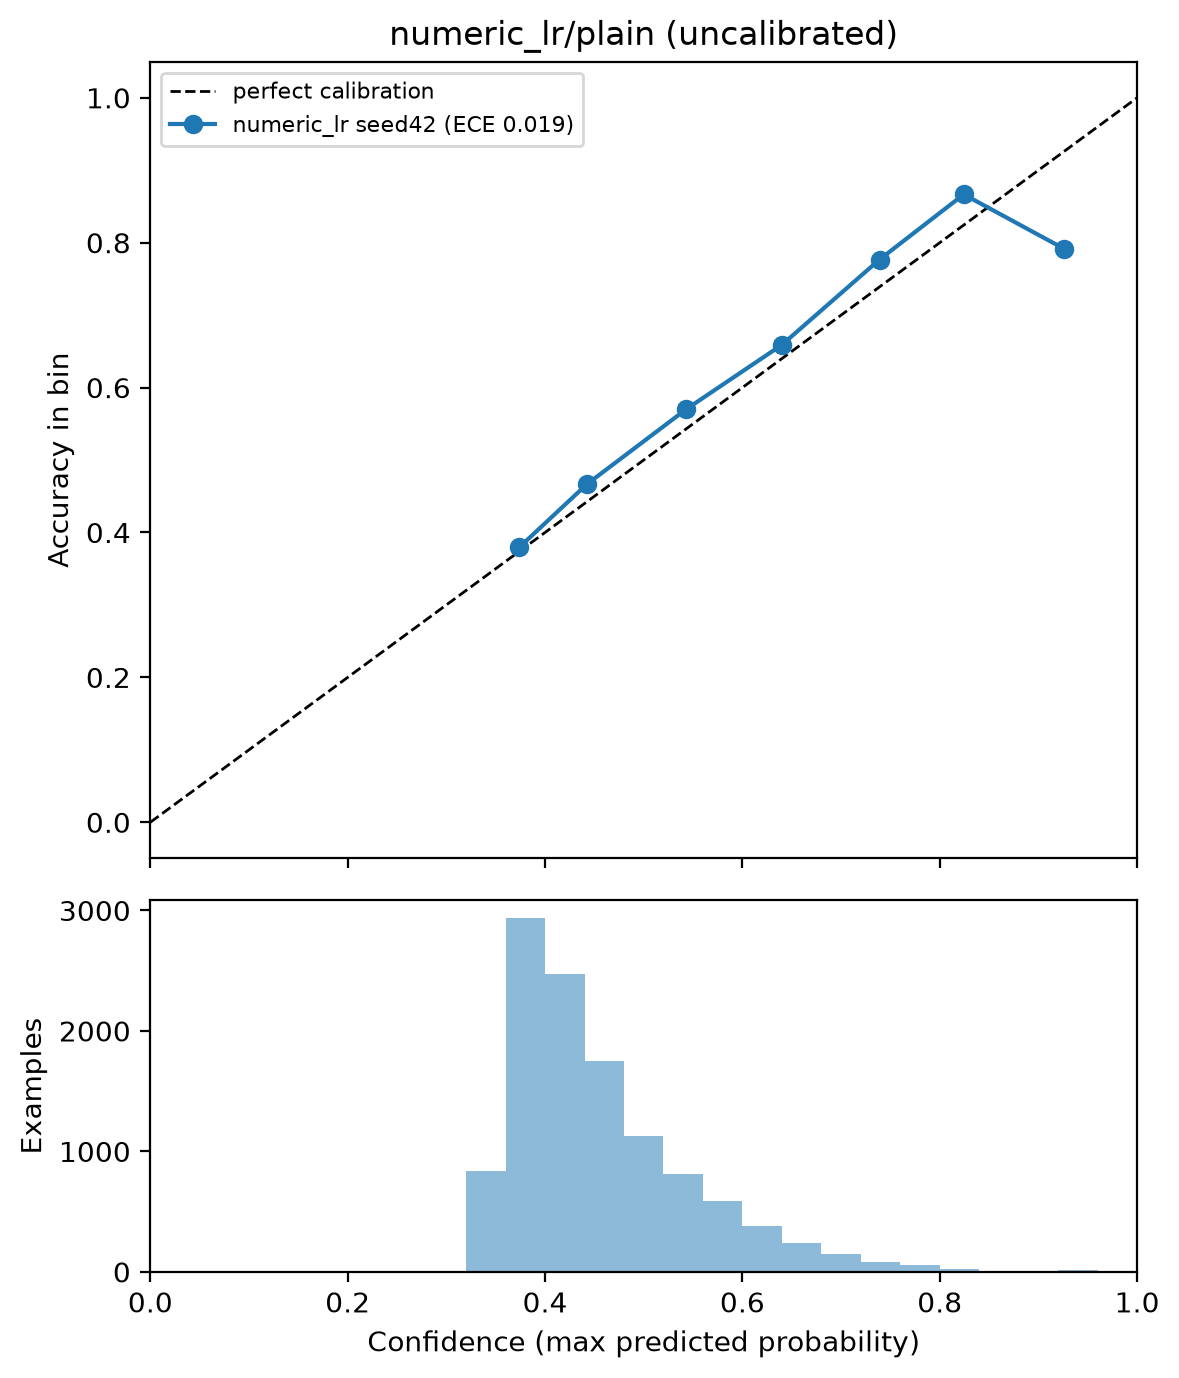 numeric_lr/plain (uncalibrated)
perfect calibration
numeric_lr seed42 (ECE 0.019)
1.0
0.8
0.6
0.4
0.2
0.0
Accuracy in bin
3000
2000
1000
0
Examples
0.0 0.2 0.4 0.6 0.8 1.0
Confidence (max predicted probability)